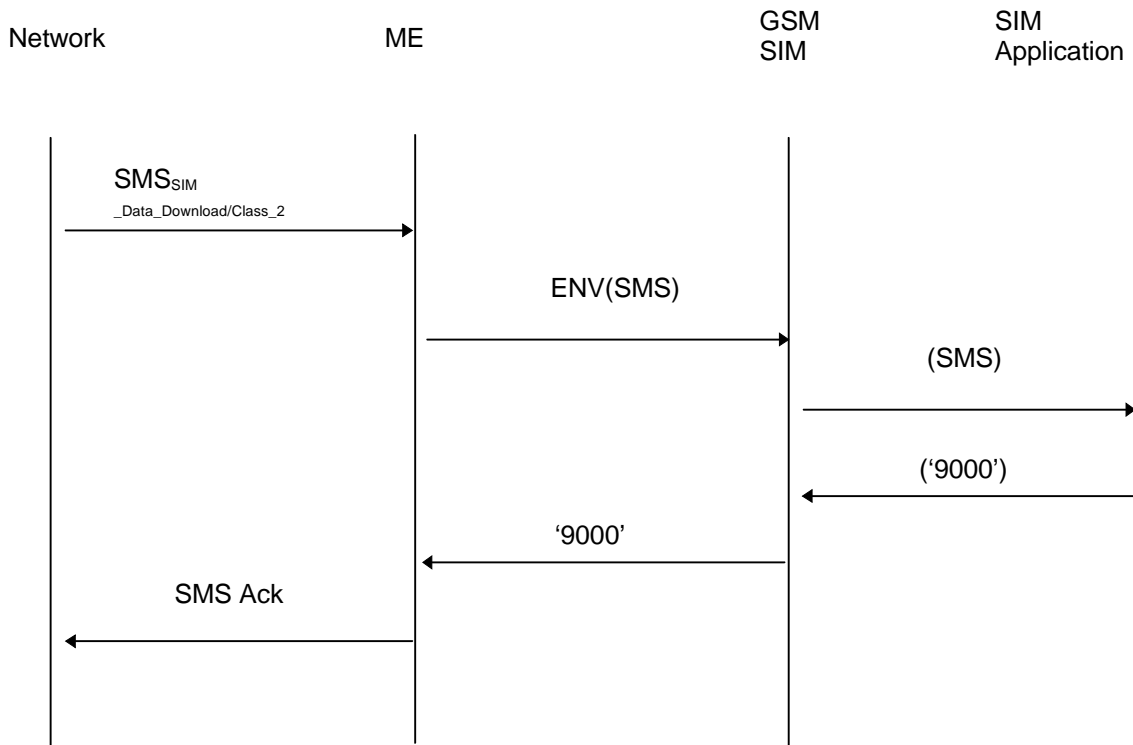 Network
ME
GSM
SIM
SIM
Application
SMSSIM
_Data_Download/Class_2
ENV(SMS)
(SMS)
(‘9000’)
‘9000’
SMS Ack